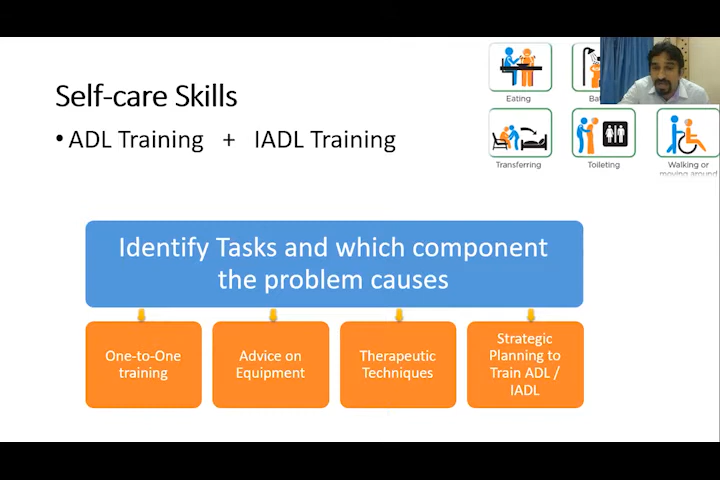 Self-care Skills
• ADL Training + IADL Training
Eating
Transferring
Toileting
Walking or
moving around
Identify Tasks and which component
the problem causes
One-to-One
training
Advice on
Equipment
Therapeutic
Techniques
Strategic
Planning to
Train ADL /
IADL